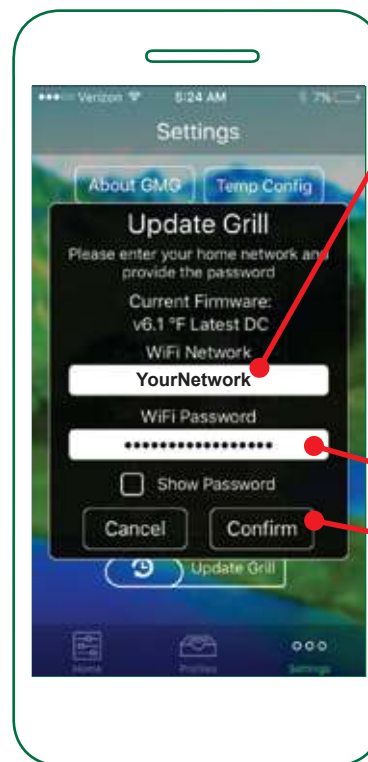 Verizon 5:24 AM 7%
Settings
About GMG Temp Config
Update Grill
Please enter your home network and
provide the password
Current Firmware:
v6.1 °F Latest DC
WiFi Network
YourNetwork
WiFi Password
•••••••••••••••••
Show Password
Cancel Confirm
Update Grill
Home Profiles Settings